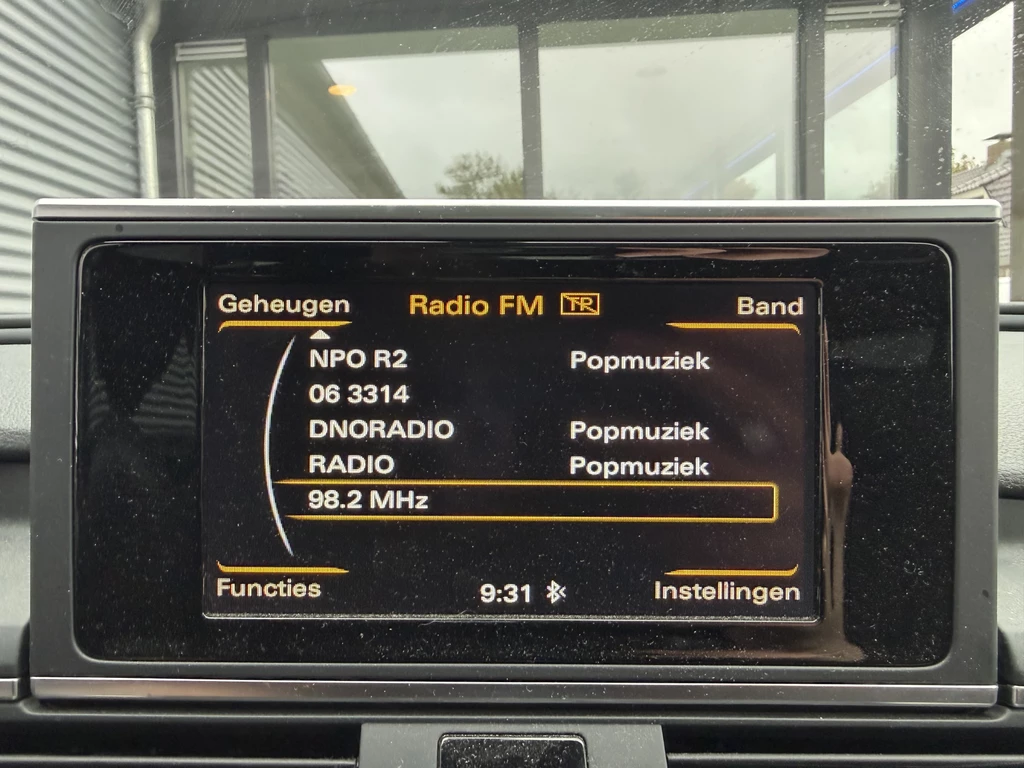 Geheugen Radio FM TP Band
NPO R2 Popmuziek
06 3314
DNORADIO Popmuziek
RADIO Popmuziek
98.2 MHz
Functies 9:31 Instellingen